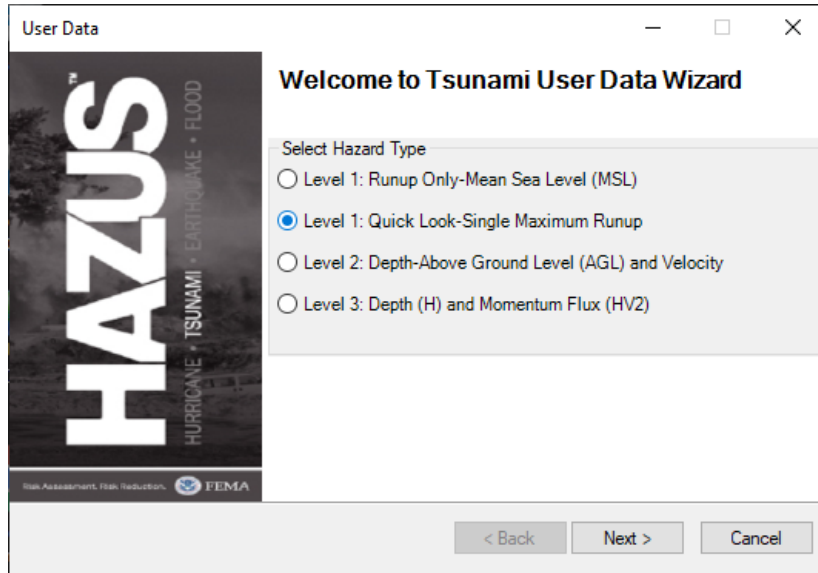 User Data
HAZUS™
HURRICANE • TSUNAMI • EARTHQUAKE • FLOOD
Risk Assessment. Risk Reduction. FEMA
Welcome to Tsunami User Data Wizard
Select Hazard Type
Level 1: Runup Only-Mean Sea Level (MSL)
Level 1: Quick Look-Single Maximum Runup
Level 2: Depth-Above Ground Level (AGL) and Velocity
Level 3: Depth (H) and Momentum Flux (HV2)
< Back Next > Cancel